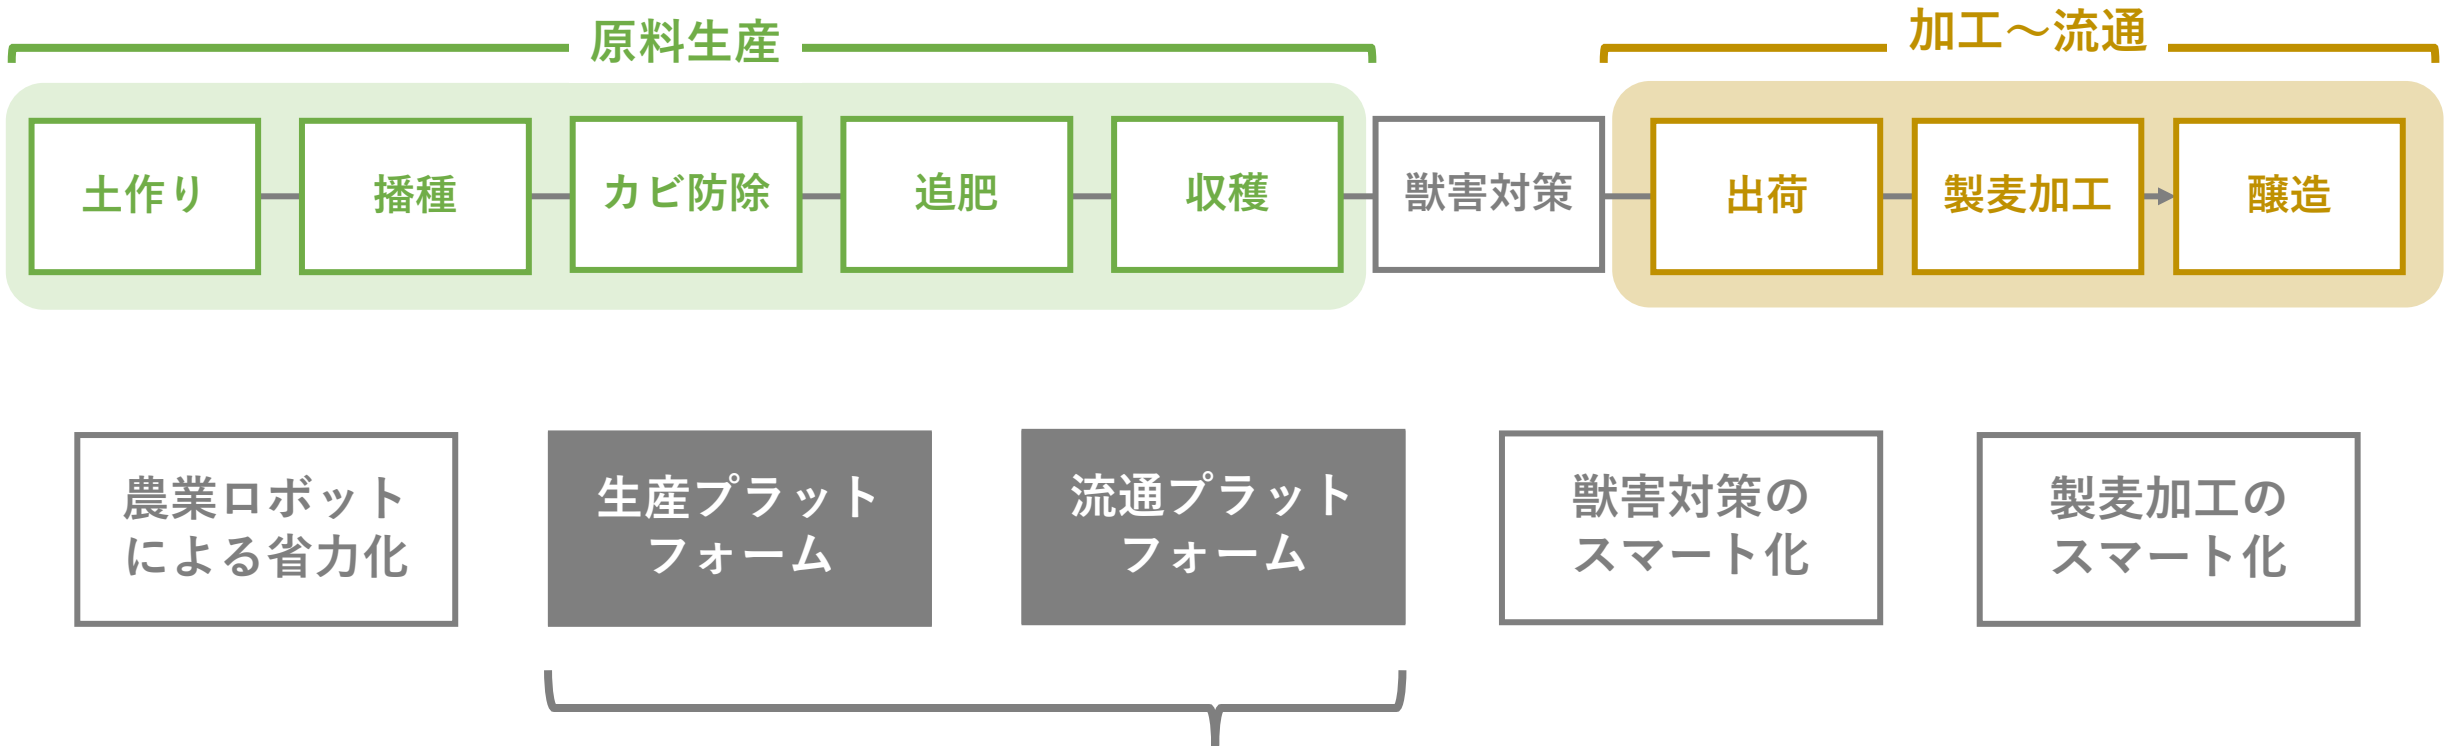 原料生産
加工～流通
土作り
播種
カビ防除
追肥
収穫
獣害対策
出荷
製麦加工
醸造
農業ロボット
による省力化
生産プラット
フォーム
流通プラット
フォーム
獣害対策の
スマート化
製麦加工の
スマート化